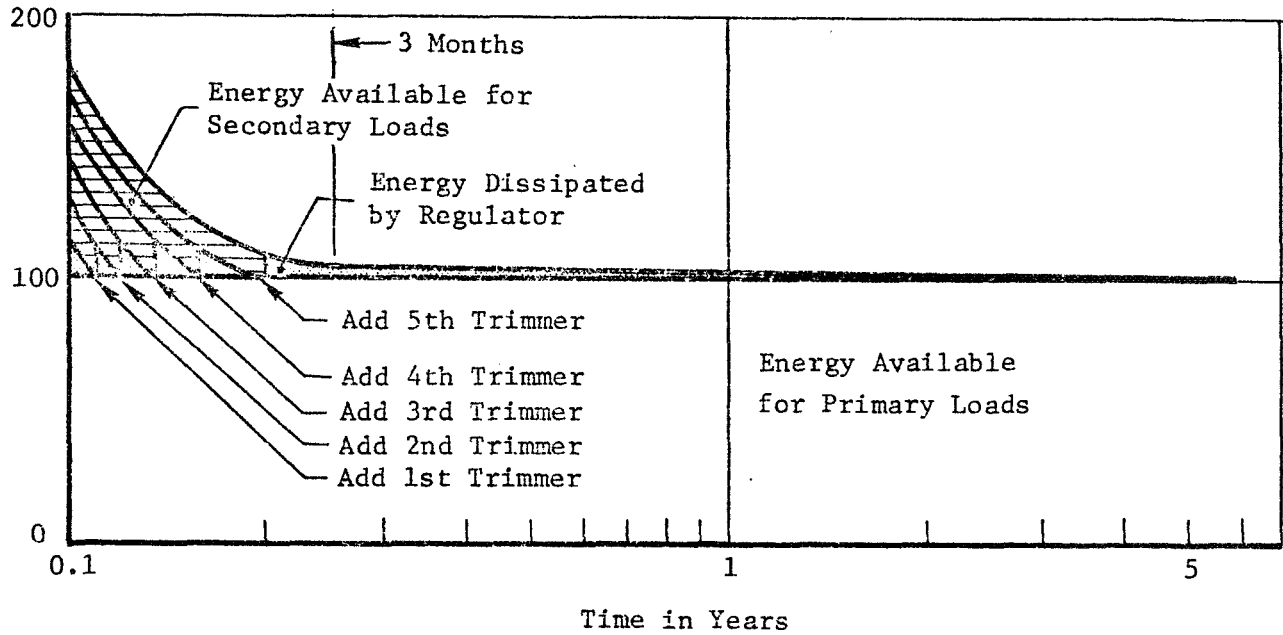 200
3 Months
Energy Available for
Secondary Loads
Energy Dissipated
by Regulator
100
Add 5th Trimmer
Add 4th Trimmer
Add 3rd Trimmer
Add 2nd Trimmer
Add 1st Trimmer
Energy Available
for Primary Loads
0
0.1
1
5
Time in Years